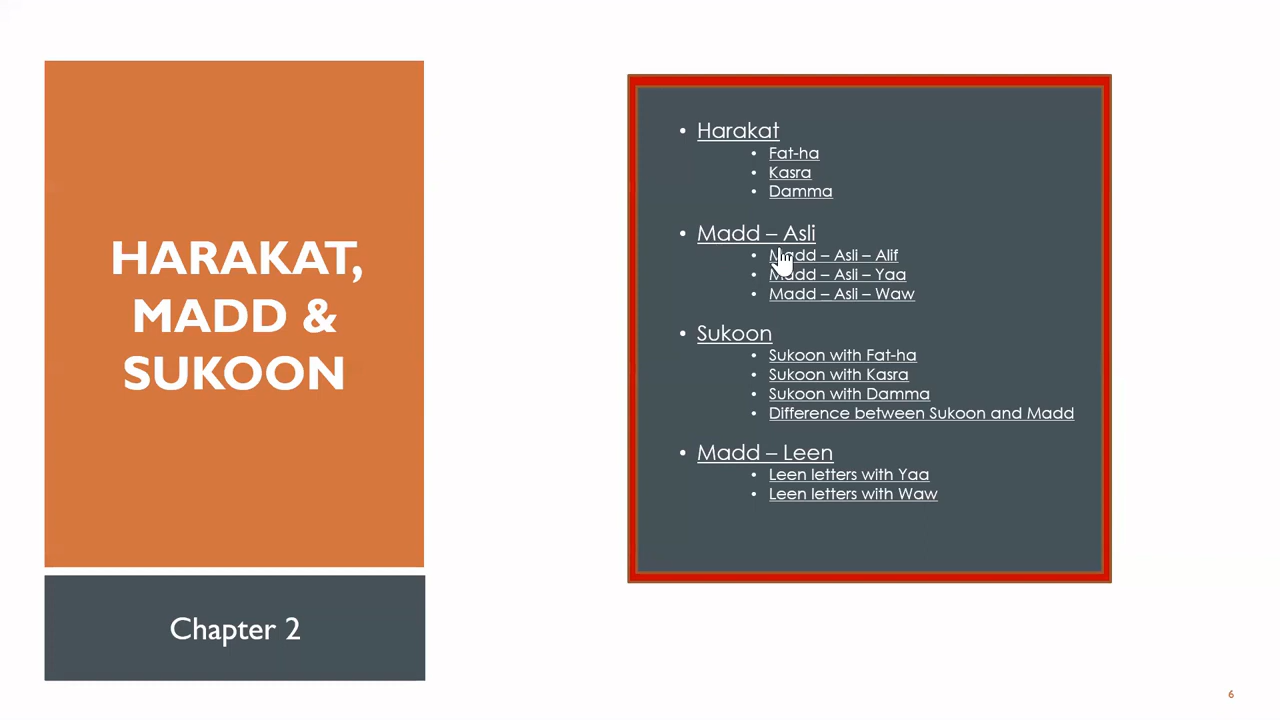 HARAKAT,
MADD &
SUKOON
Chapter 2
• Harakat
• Fat-ha
• Kasra
• Damma
• Madd – Asli
• Madd – Asli – Alif
• Madd – Asli – Yaa
• Madd – Asli – Waw
• Sukoon
• Sukoon with Fat-ha
• Sukoon with Kasra
• Sukoon with Damma
• Difference between Sukoon and Madd
• Madd – Leen
• Leen letters with Yaa
• Leen letters with Waw
6